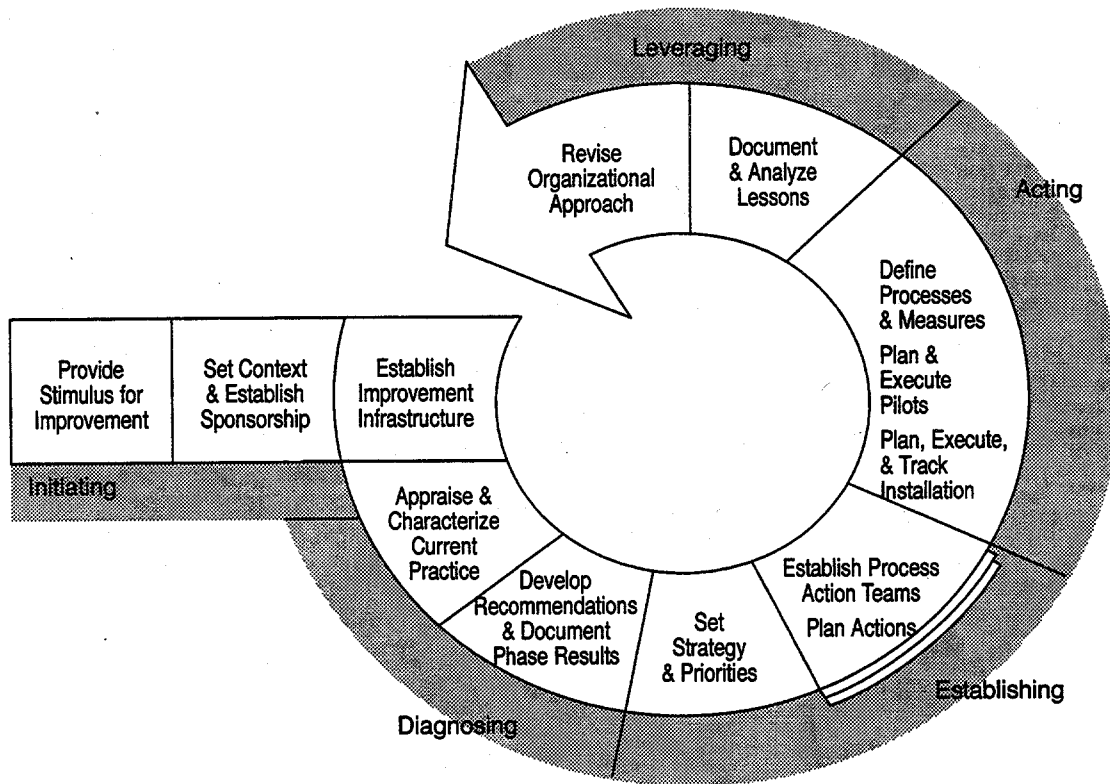 Leveraging
Revise
Organizational
Approach
Document
& Analyze
Lessons
Acting
Define
Processes
& Measures
Plan &
Execute
Pilots
Plan, Execute,
& Track
Installation
Provide
Stimulus for
Improvement
Set Context
& Establish
Sponsorship
Establish
Improvement
Infrastructure
Initiating
Appraise &
Characterize
Current
Practice
Develop
Recommendations
& Document
Phase Results
Set
Strategy
& Priorities
Establish Process
Action Teams
Plan Actions
Establishing
Diagnosing